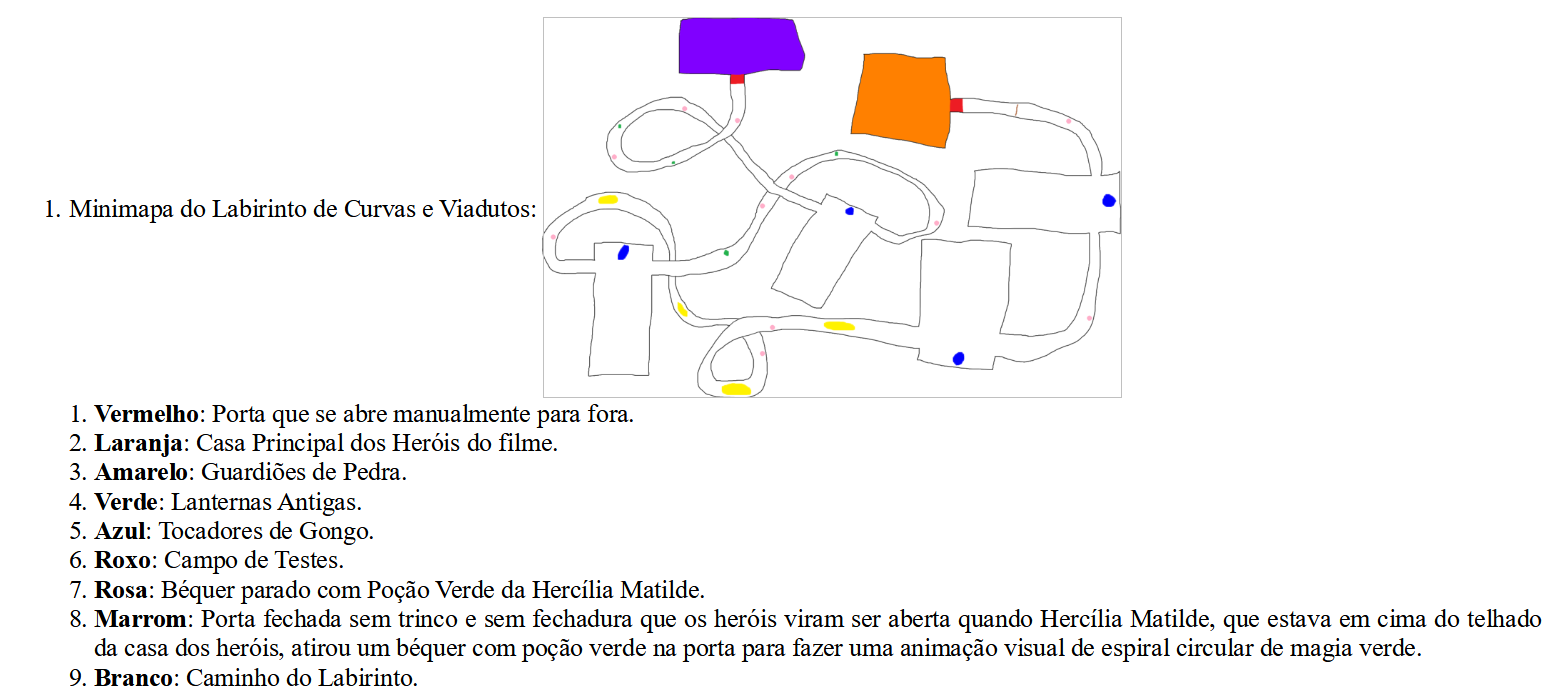 1. Minimapa do Labirinto de Curvas e Viadutos:
1. Vermelho: Porta que se abre manualmente para fora.
2. Laranja: Casa Principal dos Heróis do filme.
3. Amarelo: Guardiões de Pedra.
4. Verde: Lanternas Antigas.
5. Azul: Tocadores de Gongo.
6. Roxo: Campo de Testes.
7. Rosa: Béquer parado com Poção Verde da Hercília Matilde.
8. Marrom: Porta fechada sem trinco e sem fechadura que os heróis viram ser aberta quando Hercília Matilde, que estava em cima do telhado
da casa dos heróis, atirou um béquer com poção verde na porta para fazer uma animação visual de espiral circular de magia verde.
9. Branco: Caminho do Labirinto.